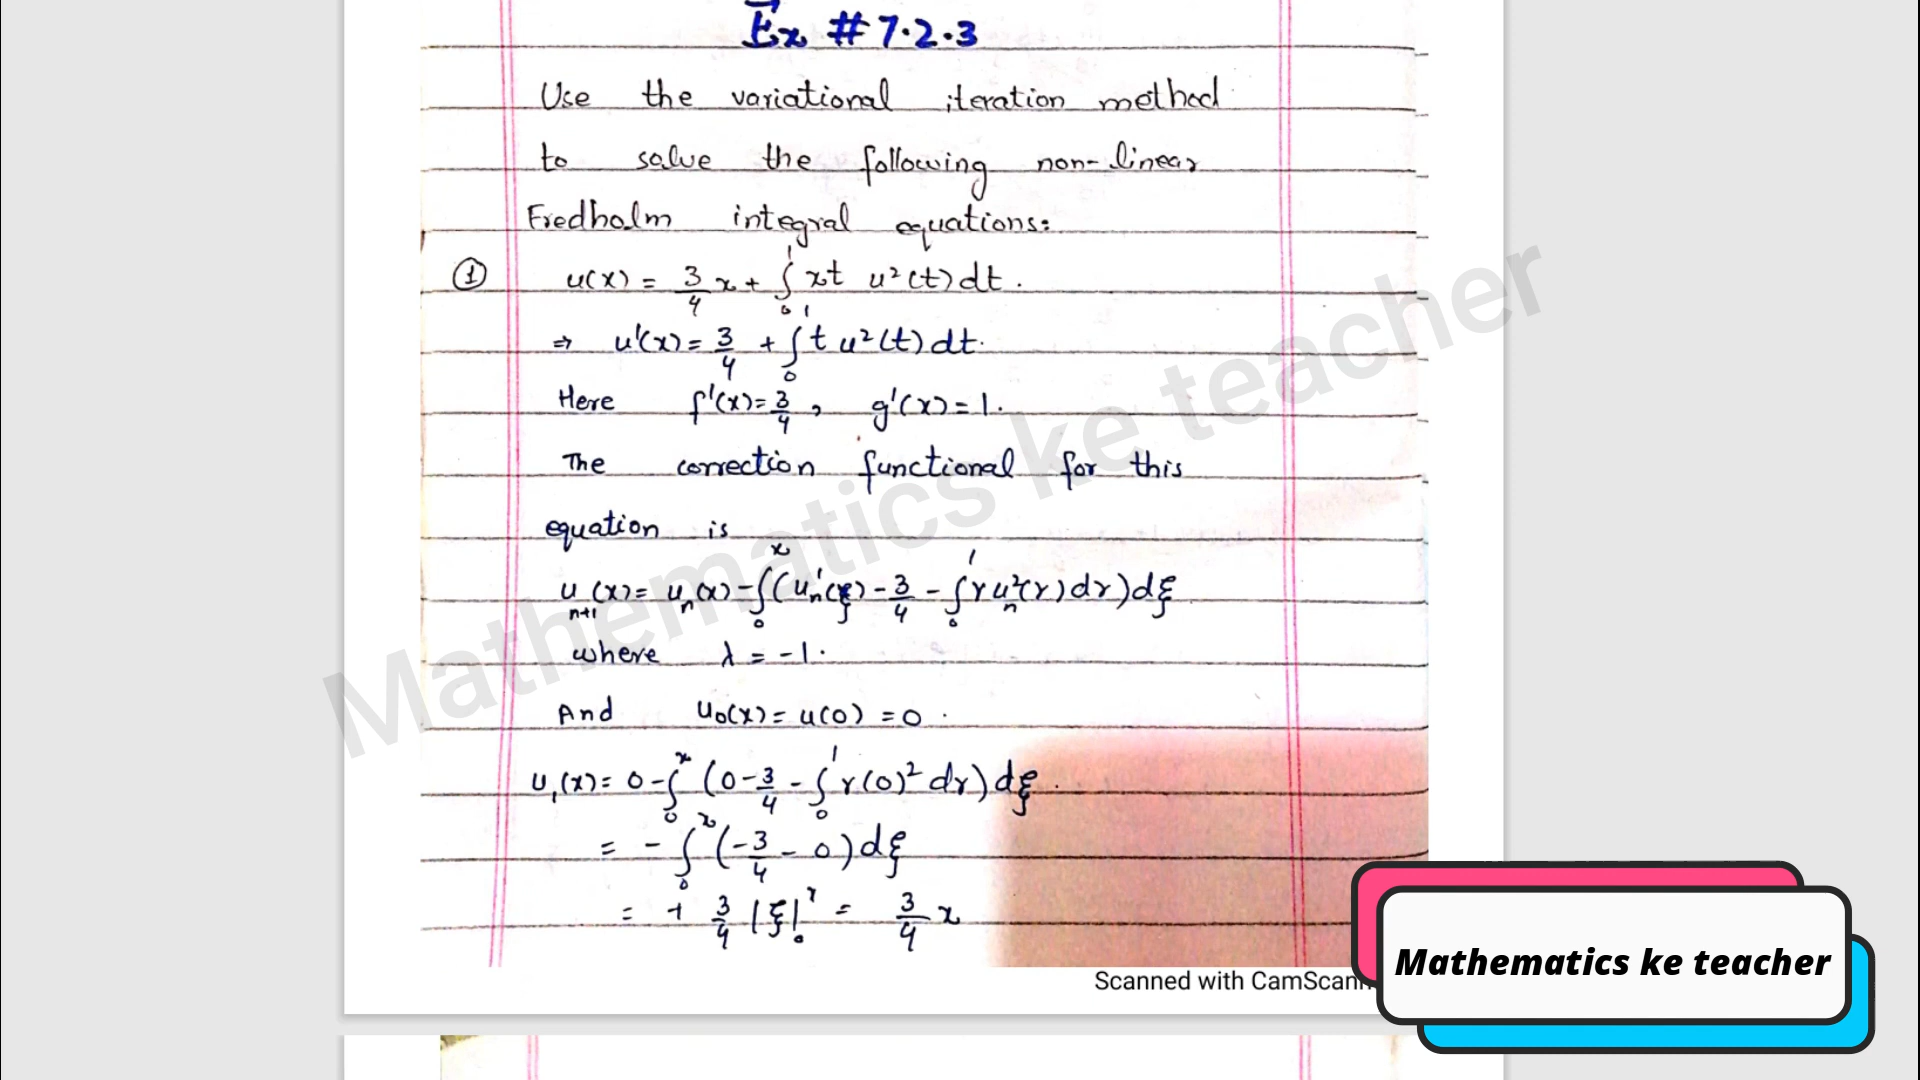 Ex # 7.2.3
Use the variational iteration method
to solve the following non-linear
Fredholm integral equations:
① u(x) = 3/4 x + ∫₀¹ xt u²(t) dt.
⇒ u'(x) = 3/4 + ∫₀¹ t u²(t) dt.
Here f'(x) = 3/4 , g'(x) = 1.
The correction functional for this
equation is
uₙ₊₁(x) = uₙ(x) - ∫₀ˣ (uₙ'(ξ) - 3/4 - ∫₀¹ r uₙ²(r) dr) dξ
where λ = -1.
And u₀(x) = u(0) = 0.
u₁(x) = 0 - ∫₀ˣ (0 - 3/4 - ∫₀¹ r(0)² dr) dξ.
= - ∫₀ˣ (-3/4 - 0) dξ
= + 3/4 |ξ|₀ˣ = 3/4 x
Mathematics ke teacher
Scanned with CamScann
Mathematics ke teacher